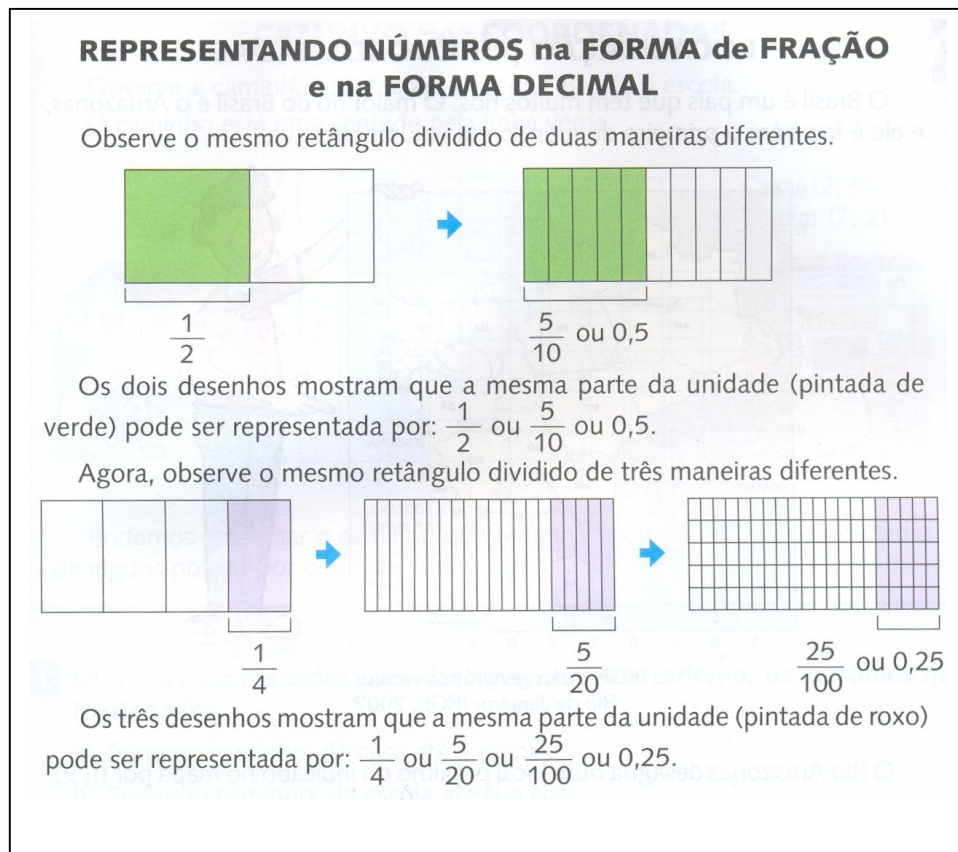 REPRESENTANDO NÚMEROS na FORMA de FRAÇÃO
e na FORMA DECIMAL
Observe o mesmo retângulo dividido de duas maneiras diferentes.
1/2
5/10 ou 0,5
Os dois desenhos mostram que a mesma parte da unidade (pintada de
verde) pode ser representada por: 1/2 ou 5/10 ou 0,5.
Agora, observe o mesmo retângulo dividido de três maneiras diferentes.
1/4
5/20
25/100 ou 0,25
Os três desenhos mostram que a mesma parte da unidade (pintada de roxo)
pode ser representada por: 1/4 ou 5/20 ou 25/100 ou 0,25.